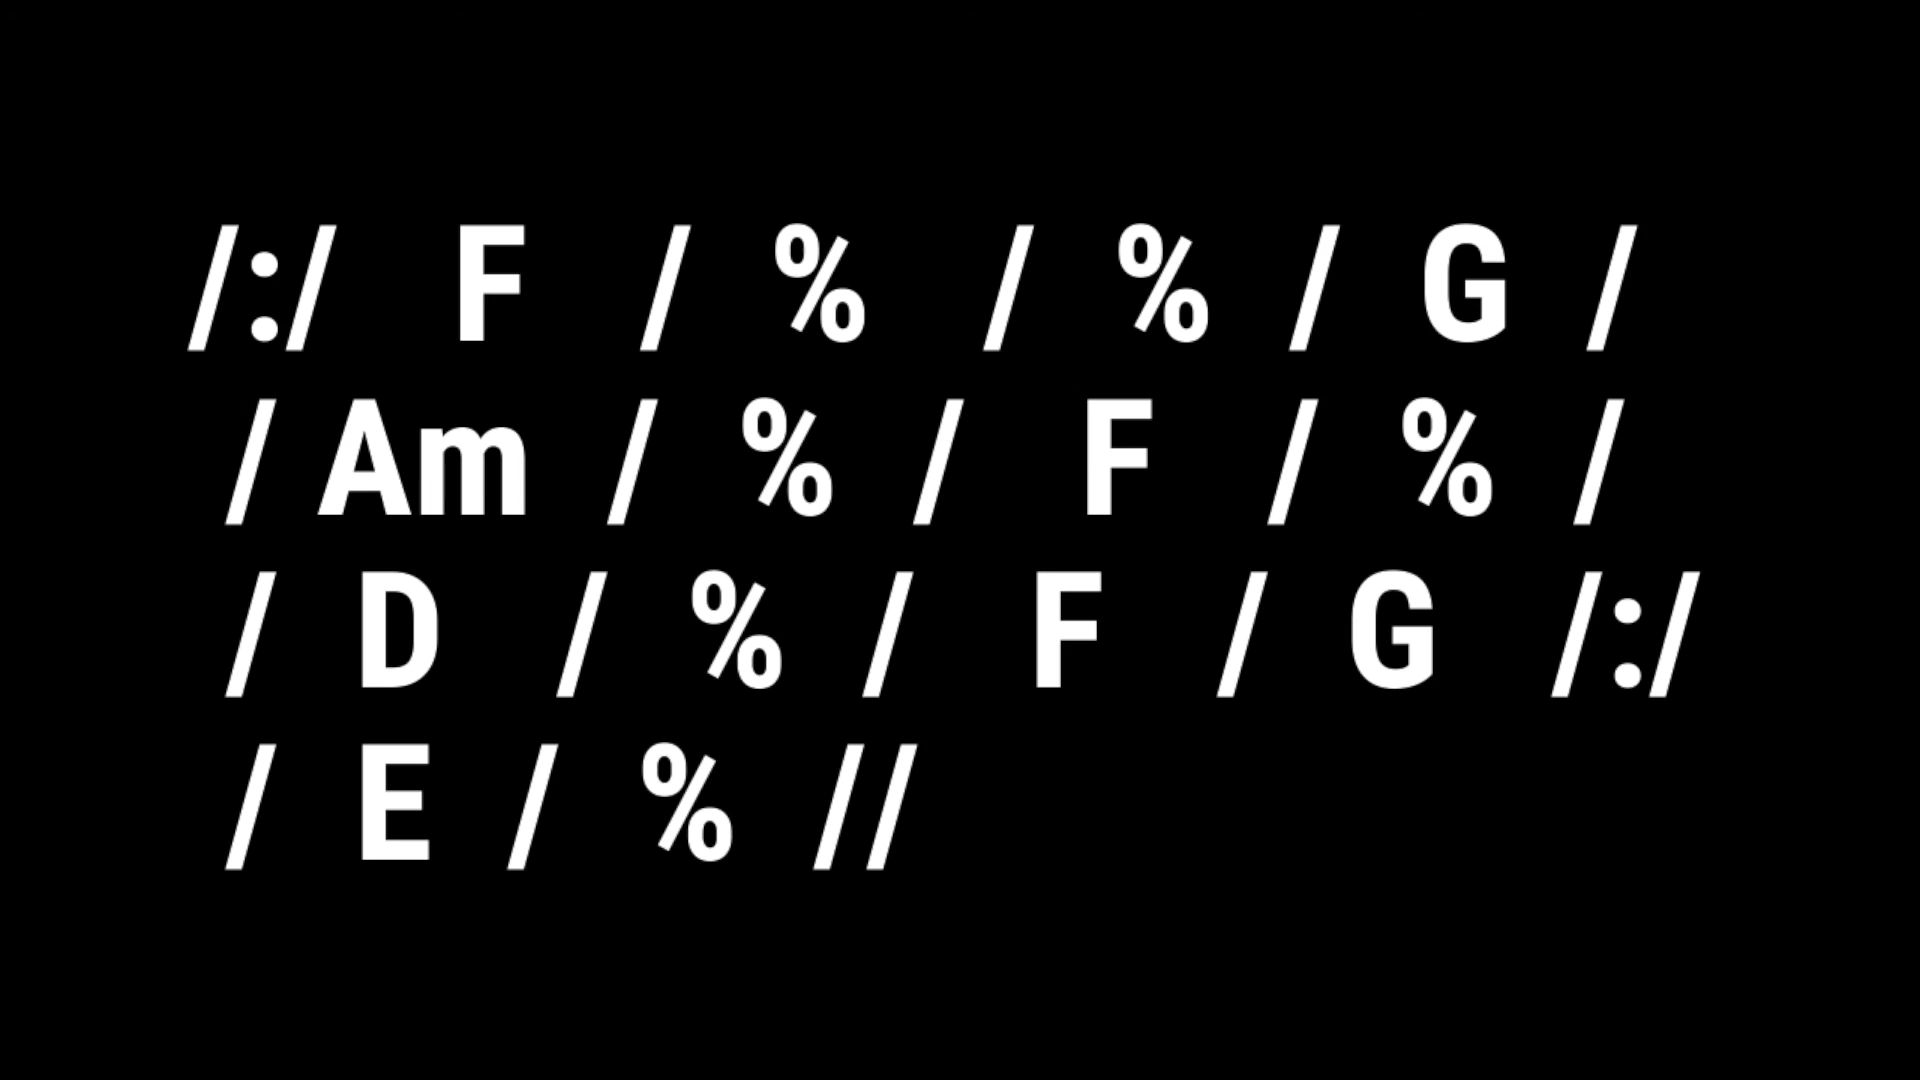 /:/ F / % / % / G /
/ Am / % / F / % /
/ D / % / F / G /:/
/ E / % //